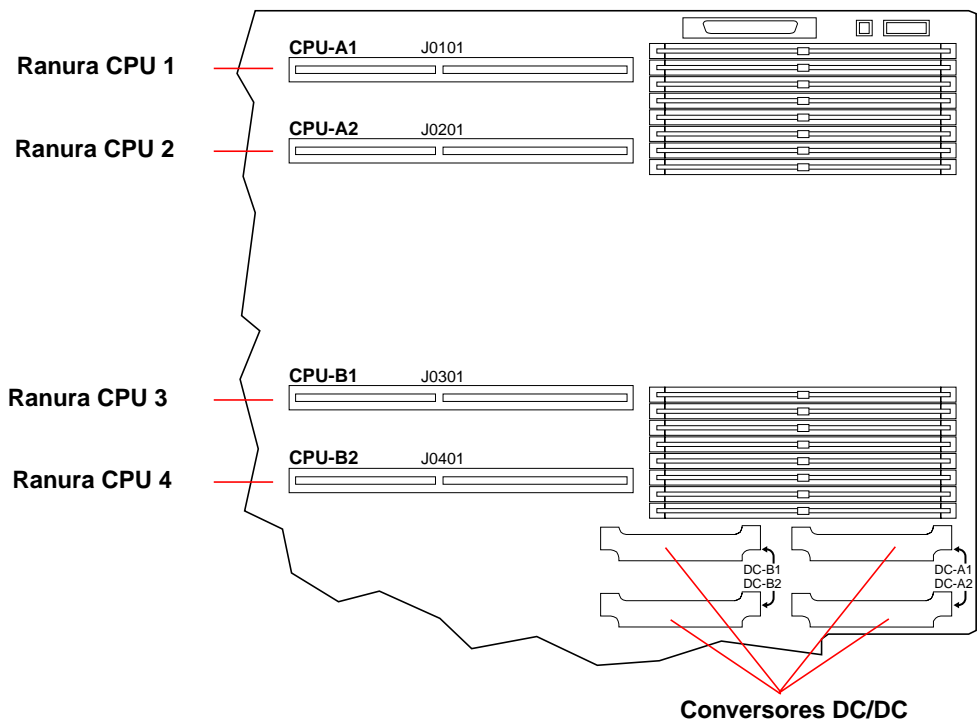 CPU-A1 J0101
Ranura CPU 1
CPU-A2 J0201
Ranura CPU 2
CPU-B1 J0301
Ranura CPU 3
CPU-B2 J0401
Ranura CPU 4
DC-B1
DC-B2
DC-A1
DC-A2
Conversores DC/DC